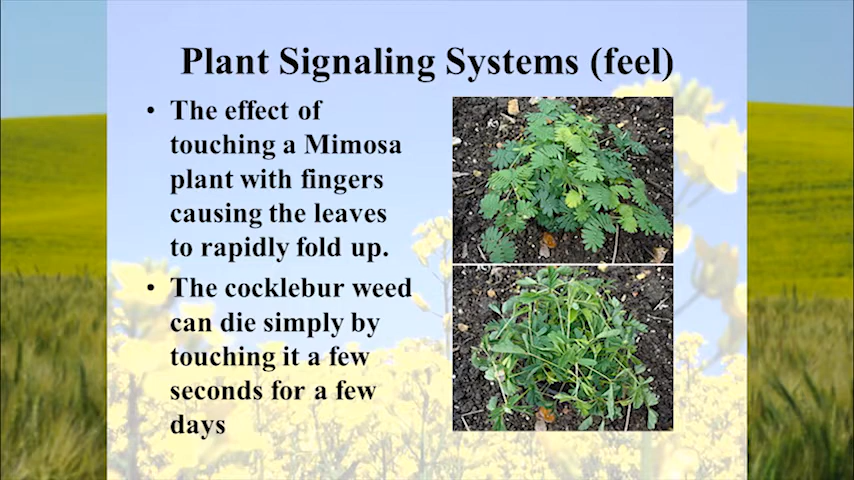 Plant Signaling Systems (feel)
• The effect of
touching a Mimosa
plant with fingers
causing the leaves
to rapidly fold up.
• The cocklebur weed
can die simply by
touching it a few
seconds for a few
days